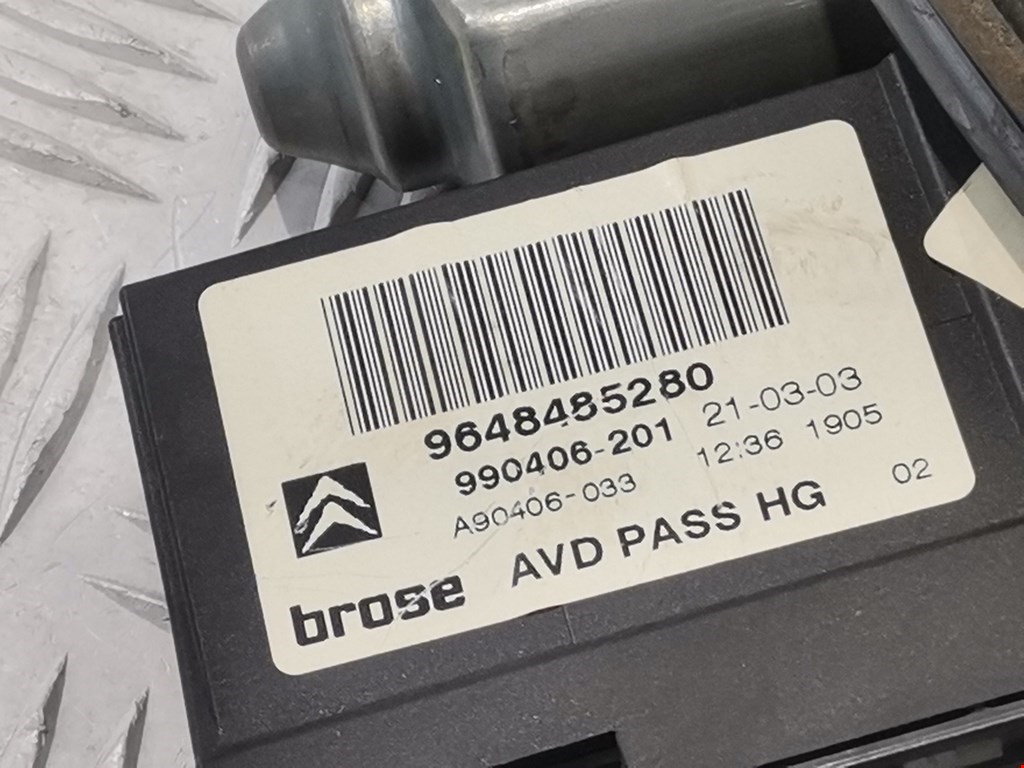 9648485280
990406-201 21-03-03
A90406-033 12:36 1905
AVD PASS HG 02
brose